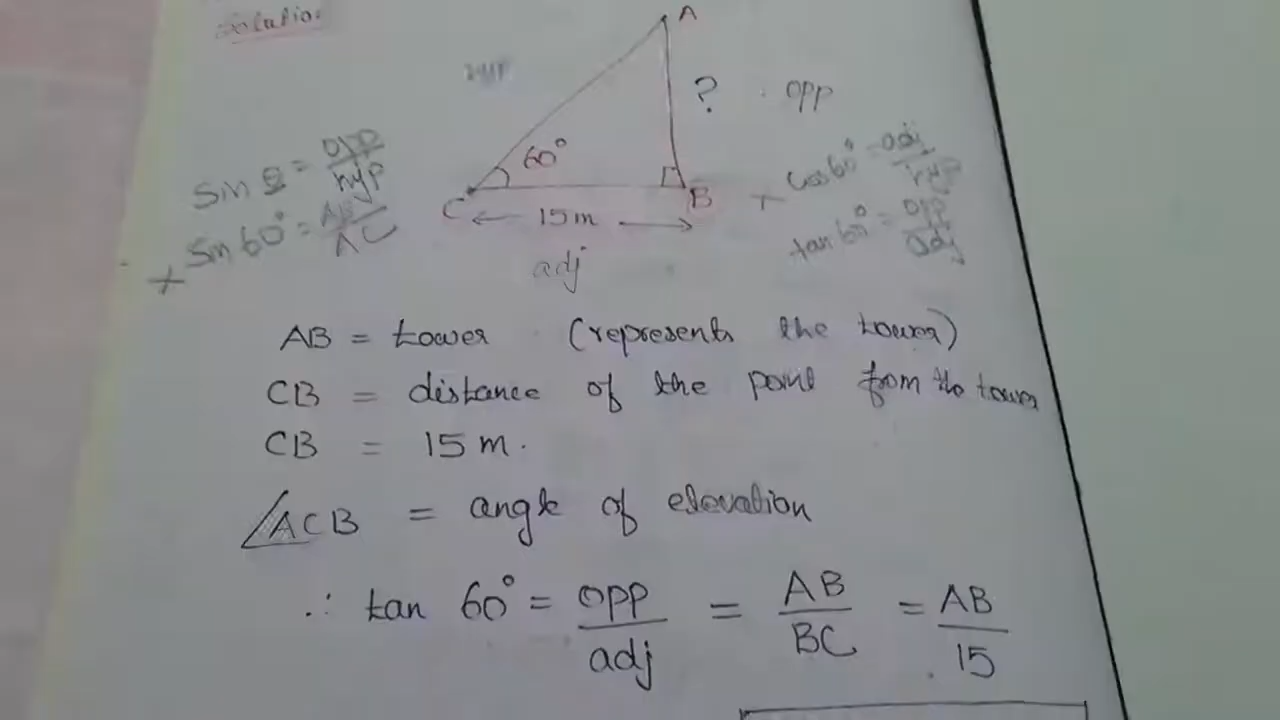 Solution
A
hyp
?
opp
60°
C
B
15 m
adj
sin θ = opp/hyp
sin 60° = AB/AC
×
× cos 60° = adj/hyp
tan 60° = opp/adj
AB = tower (represents the tower)
CB = distance of the point from the tower
CB = 15 m.
∠ACB = angle of elevation
∴ tan 60° = opp/adj = AB/BC = AB/15